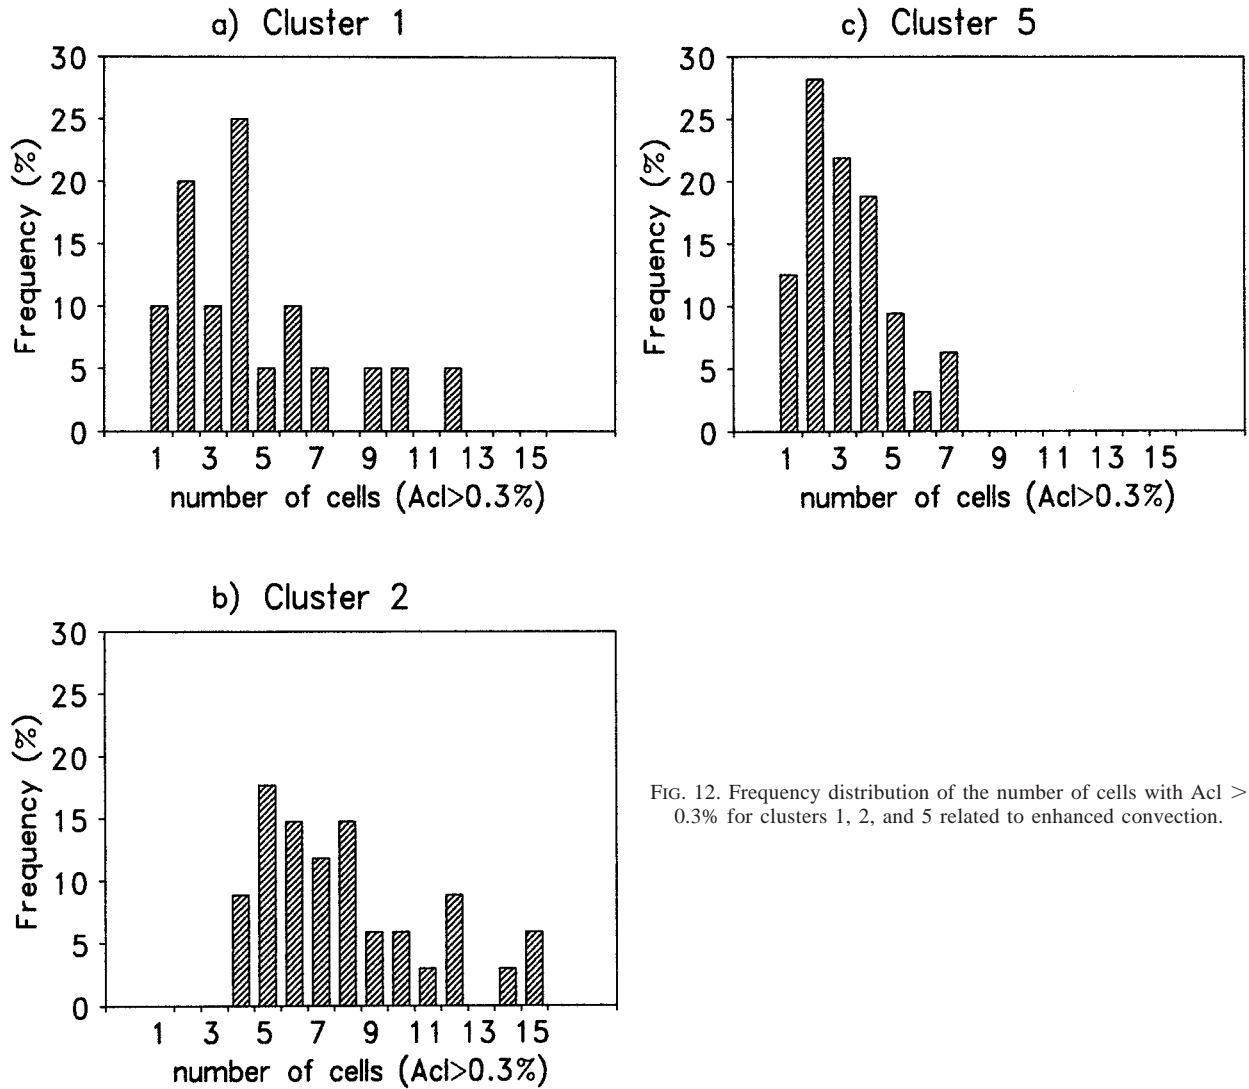 a) Cluster 1
30
25
20
15
10
5
0
Frequency (%)
1 3 5 7 9 11 13 15
number of cells (Acl>0.3%)
c) Cluster 5
30
25
20
15
10
5
0
Frequency (%)
1 3 5 7 9 11 13 15
number of cells (Acl>0.3%)
b) Cluster 2
30
25
20
15
10
5
0
Frequency (%)
1 3 5 7 9 11 13 15
number of cells (Acl>0.3%)
FIG. 12. Frequency distribution of the number of cells with Acl >
0.3% for clusters 1, 2, and 5 related to enhanced convection.